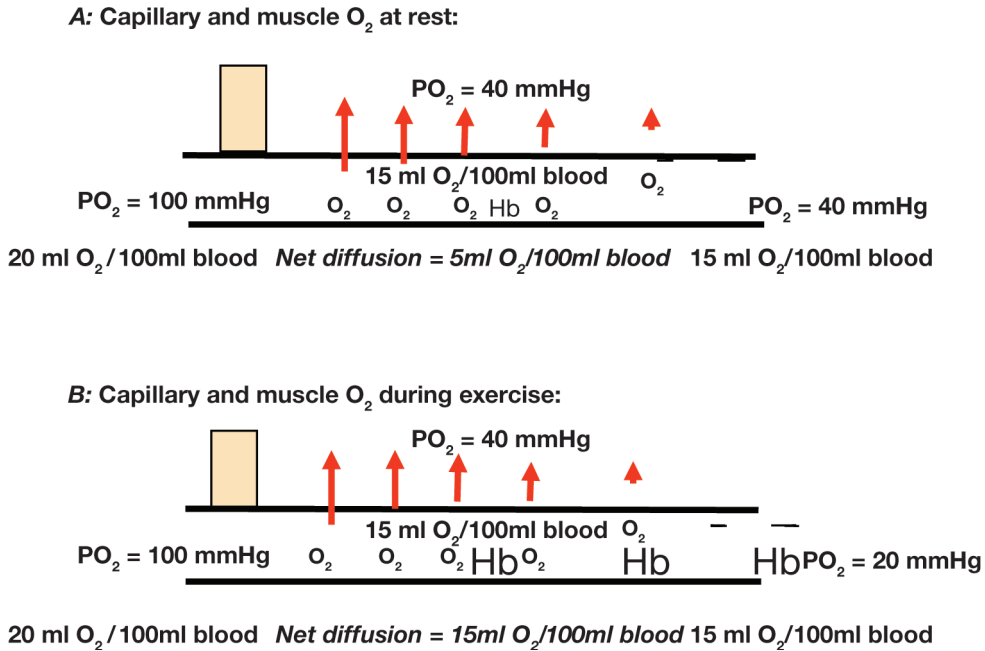 A: Capillary and muscle O2 at rest:
PO2 = 40 mmHg
15 ml O2/100ml blood
O2
PO2 = 100 mmHg O2 O2 O2 Hb O2 PO2 = 40 mmHg
20 ml O2/100ml blood Net diffusion = 5ml O2/100ml blood 15 ml O2/100ml blood
B: Capillary and muscle O2 during exercise:
PO2 = 40 mmHg
15 ml O2/100ml blood O2
PO2 = 100 mmHg O2 O2 O2 Hb O2 Hb Hb PO2 = 20 mmHg
20 ml O2/100ml blood Net diffusion = 15ml O2/100ml blood 15 ml O2/100ml blood